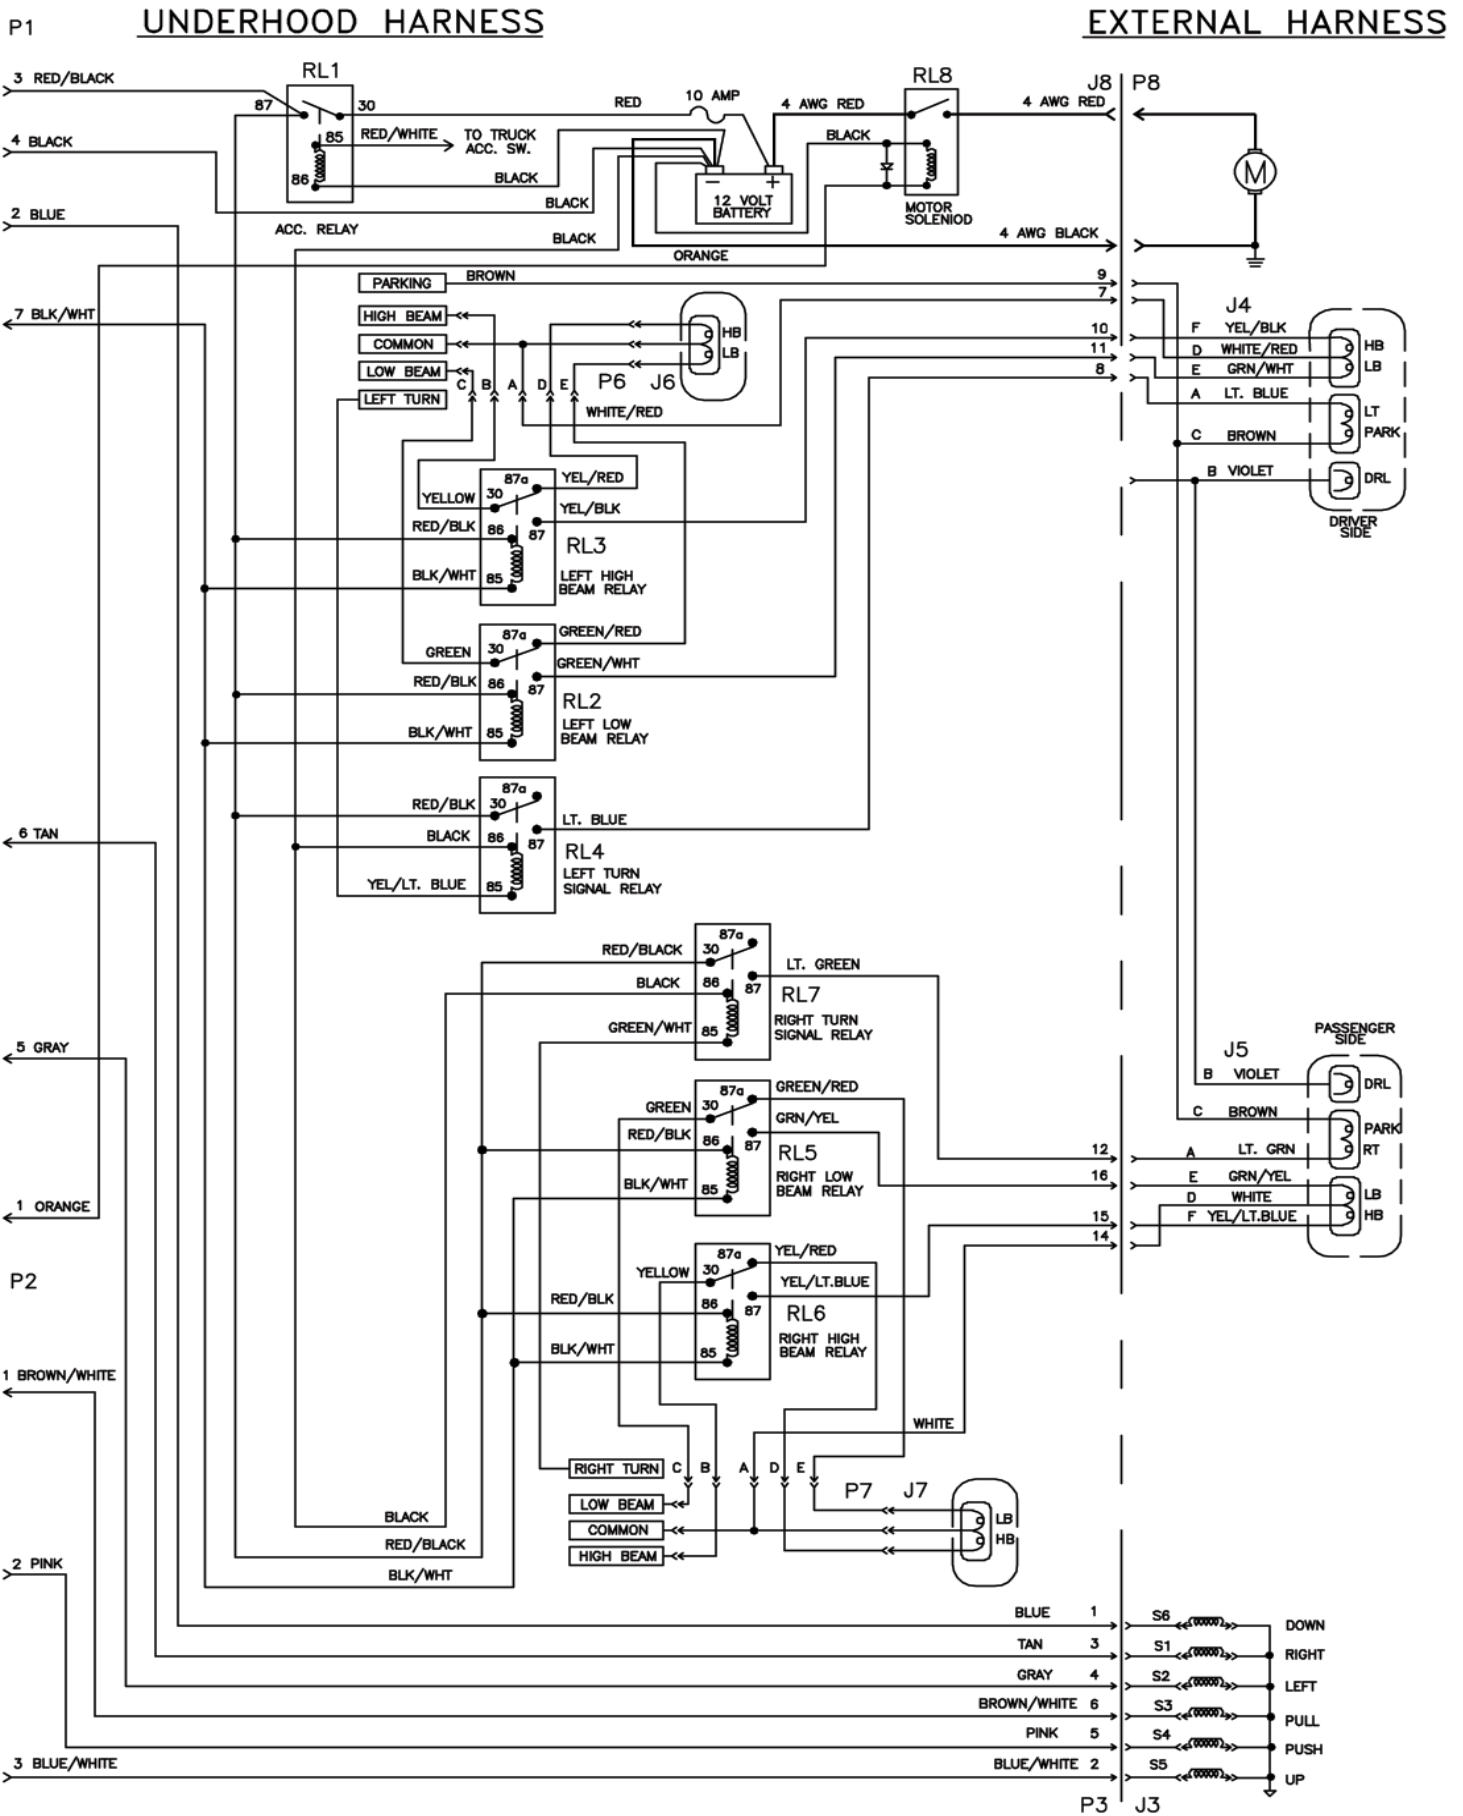 P1
UNDERHOOD HARNESS
EXTERNAL HARNESS
3 RED/BLACK
RL1
87
30
RED
10 AMP
4 AWG RED
RL8
4 AWG RED
J8
P8
85
RED/WHITE
TO TRUCK
ACC. SW.
BLACK
4 BLACK
86
BLACK
M
−
+
12 VOLT
BATTERY
BLACK
MOTOR
SOLENIOD
2 BLUE
ACC. RELAY
BLACK
4 AWG BLACK
ORANGE
PARKING
BROWN
9
7
7 BLK/WHT
HIGH BEAM
COMMON
LOW BEAM
LEFT TURN
C
B
A
D
E
P6
J6
HB
LB
WHITE/RED
10
11
8
J4
F YEL/BLK
D WHITE/RED
E GRN/WHT
A LT. BLUE
C BROWN
B VIOLET
HB
LB
LT
PARK
DRL
DRIVER
SIDE
87a
YEL/RED
YELLOW
30
YEL/BLK
RED/BLK
86
87
RL3
BLK/WHT
85
LEFT HIGH
BEAM RELAY
87a
GREEN/RED
GREEN
30
GREEN/WHT
RED/BLK
86
87
RL2
BLK/WHT
85
LEFT LOW
BEAM RELAY
87a
RED/BLK
30
LT. BLUE
BLACK
86
87
RL4
YEL/LT. BLUE
85
LEFT TURN
SIGNAL RELAY
6 TAN
87a
RED/BLACK
30
LT. GREEN
BLACK
86
87
RL7
GREEN/WHT
85
RIGHT TURN
SIGNAL RELAY
5 GRAY
87a
GREEN/RED
GREEN
30
GRN/YEL
RED/BLK
86
87
RL5
BLK/WHT
85
RIGHT LOW
BEAM RELAY
PASSENGER
SIDE
J5
B VIOLET
DRL
C BROWN
PARK
12
A LT. GRN
RT
16
E GRN/YEL
LB
D WHITE
15
F YEL/LT.BLUE
HB
14
1 ORANGE
87a
YEL/RED
YELLOW
30
YEL/LT.BLUE
RED/BLK
86
87
RL6
BLK/WHT
85
RIGHT HIGH
BEAM RELAY
P2
1 BROWN/WHITE
WHITE
RIGHT TURN
C
B
A
D
E
LOW BEAM
COMMON
HIGH BEAM
P7
J7
LB
HB
BLACK
RED/BLACK
BLK/WHT
2 PINK
BLUE 1
S6
DOWN
TAN 3
S1
RIGHT
GRAY 4
S2
LEFT
BROWN/WHITE 6
S3
PULL
PINK 5
S4
PUSH
3 BLUE/WHITE
BLUE/WHITE 2
S5
UP
P3
J3